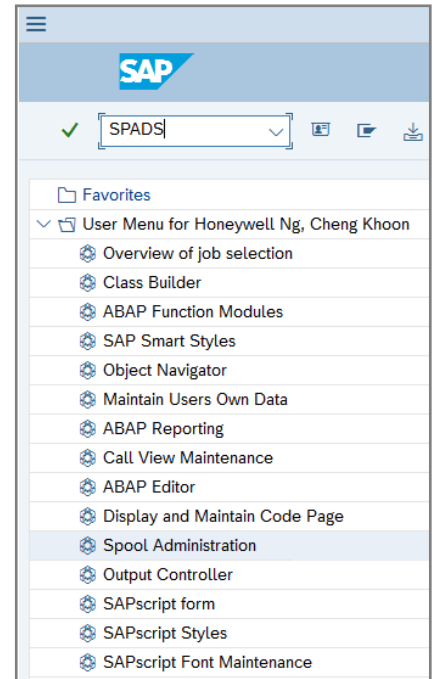 SAP
SPADS
Favorites
User Menu for Honeywell Ng, Cheng Khoon
Overview of job selection
Class Builder
ABAP Function Modules
SAP Smart Styles
Object Navigator
Maintain Users Own Data
ABAP Reporting
Call View Maintenance
ABAP Editor
Display and Maintain Code Page
Spool Administration
Output Controller
SAPscript form
SAPscript Styles
SAPscript Font Maintenance